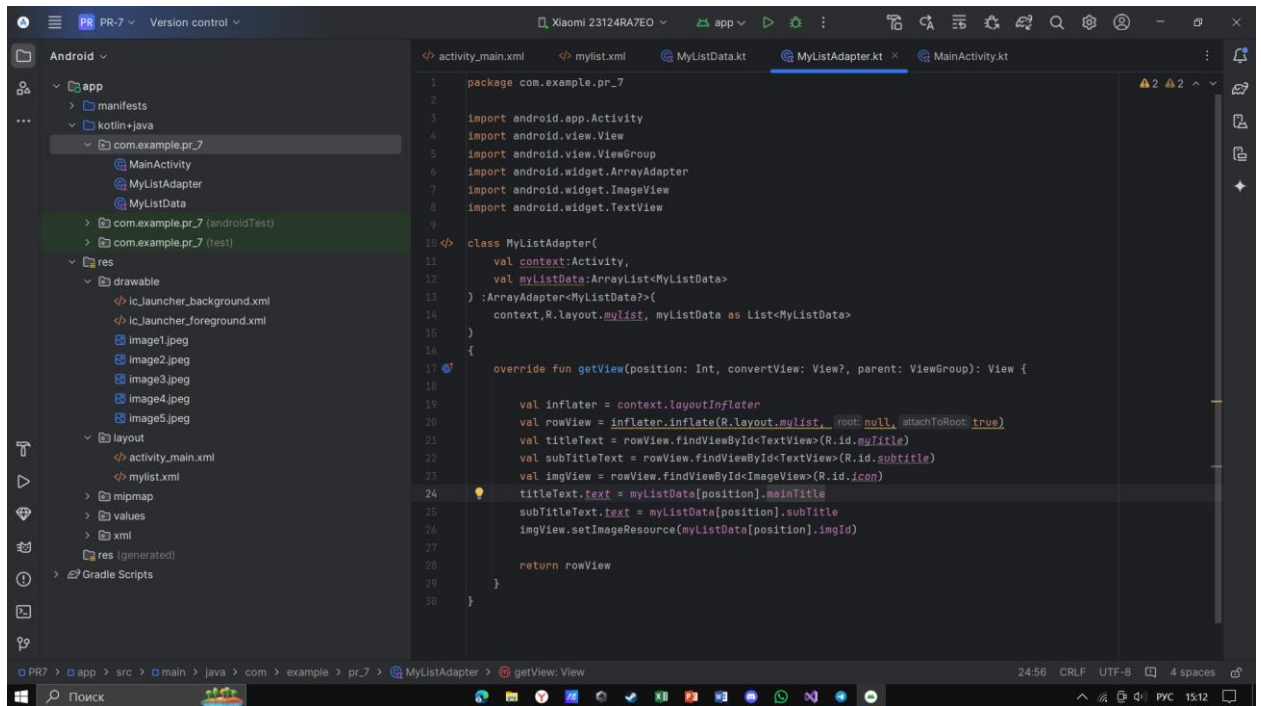 PR PR-7 Version control Xiaomi 23124RA7EO app
Android
activity_main.xml mylist.xml MyListData.kt MyListAdapter.kt MainActivity.kt
app
manifests
kotlin+java
com.example.pr_7
MainActivity
MyListAdapter
MyListData
com.example.pr_7 (androidTest)
com.example.pr_7 (test)
res
drawable
ic_launcher_background.xml
ic_launcher_foreground.xml
image1.jpeg
image2.jpeg
image3.jpeg
image4.jpeg
image5.jpeg
layout
activity_main.xml
mylist.xml
mipmap
values
xml
res (generated)
Gradle Scripts
2 2
1 package com.example.pr_7
2
3 import android.app.Activity
4 import android.view.View
5 import android.view.ViewGroup
6 import android.widget.ArrayAdapter
7 import android.widget.ImageView
8 import android.widget.TextView
9
10 class MyListAdapter(
11 val context:Activity,
12 val myListData:ArrayList<MyListData>
13 ) :ArrayAdapter<MyListData?>(
14 context,R.layout.mylist, myListData as List<MyListData>
15 )
16 {
17 override fun getView(position: Int, convertView: View?, parent: ViewGroup): View {
18
19 val inflater = context.layoutInflater
20 val rowView = inflater.inflate(R.layout.mylist, root: null, attachToRoot: true)
21 val titleText = rowView.findViewById<TextView>(R.id.myTitle)
22 val subTitleText = rowView.findViewById<TextView>(R.id.subtitle)
23 val imgView = rowView.findViewById<ImageView>(R.id.icon)
24 titleText.text = myListData[position].mainTitle
25 subTitleText.text = myListData[position].subTitle
26 imgView.setImageResource(myListData[position].imgId)
27
28 return rowView
29 }
30 }
PR7 > app > src > main > java > com > example > pr_7 > MyListAdapter > getView: View 24:56 CRLF UTF-8 4 spaces
Поиск РУС 15:12